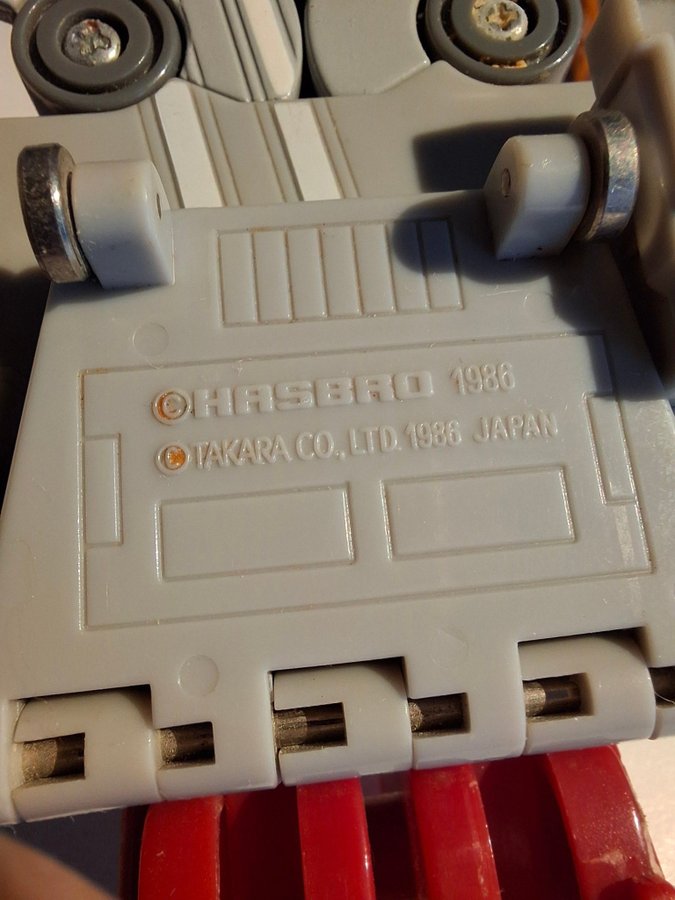 © HASBRO 1986
© TAKARA CO., LTD. 1986 JAPAN